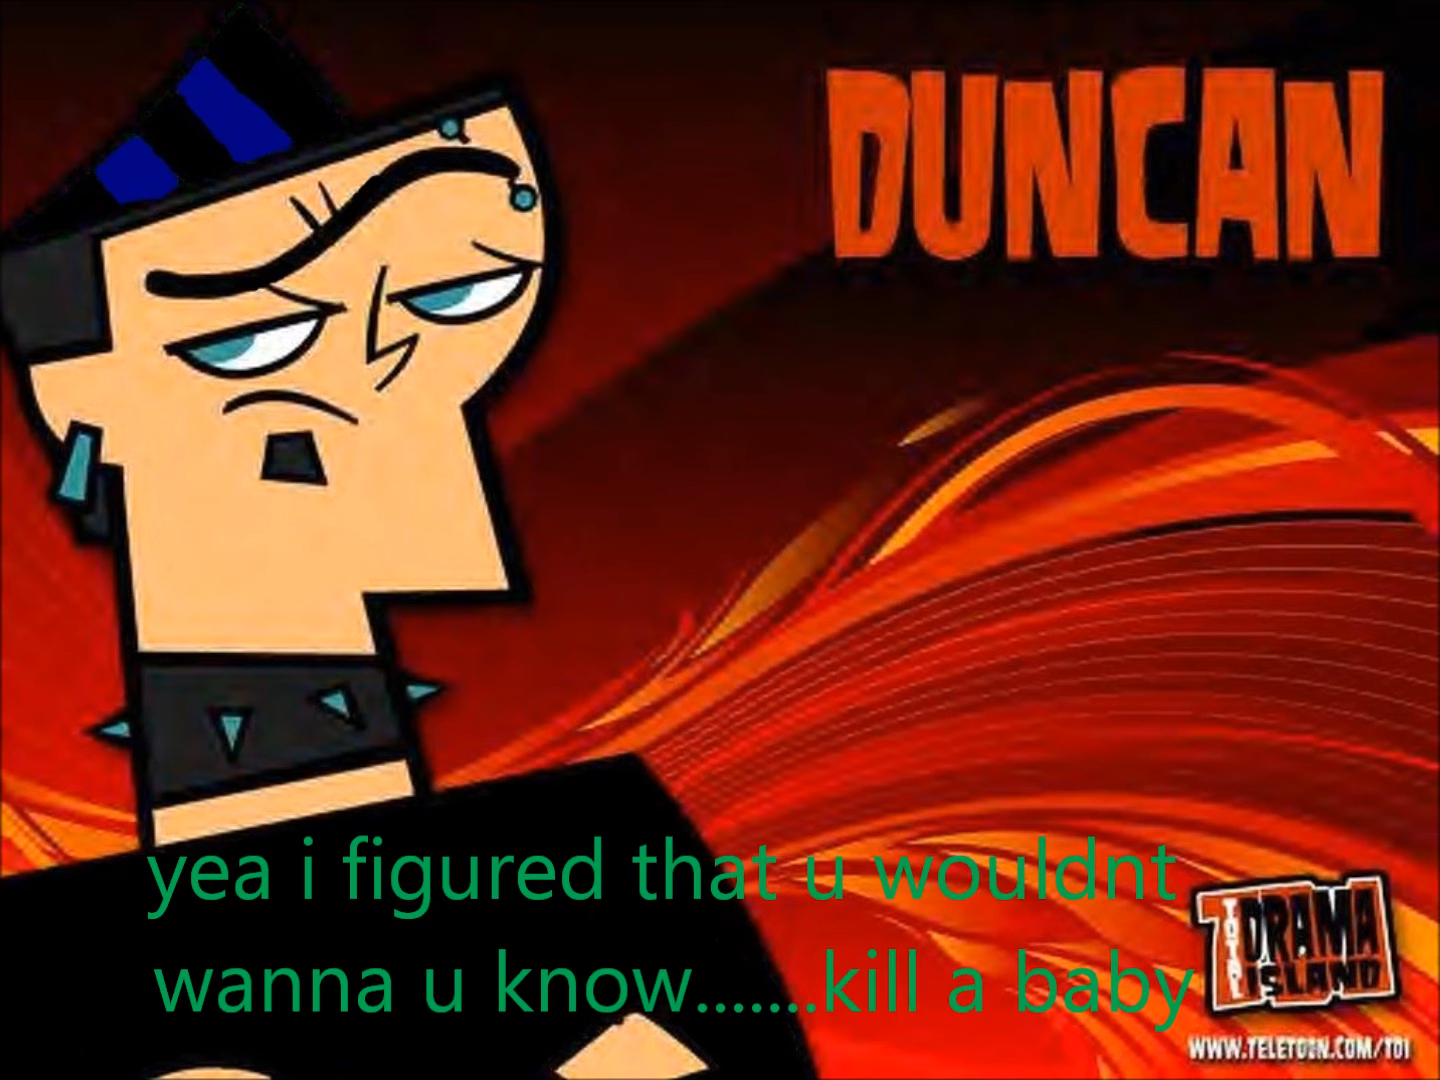 DUNCAN
yea i figured that u wouldnt
wanna u know.......kill a baby
TOTAL
DRAMA
ISLAND
WWW.TELETOON.COM/TDI